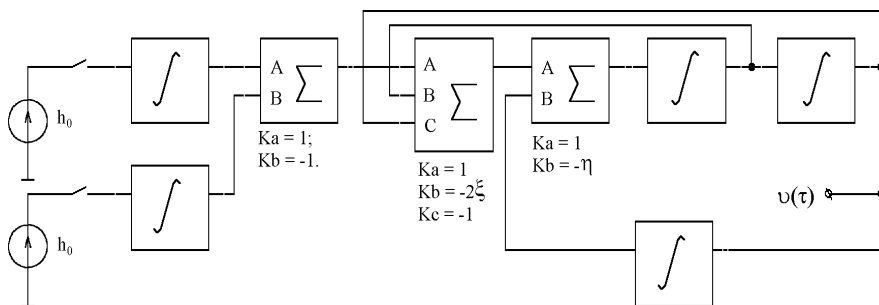 A
B
A
B
C
A
B
h₀
Ka = 1;
Kb = -1.
Ka = 1
Kb = -2ξ
Kc = -1
Ka = 1
Kb = -η
υ(τ)
h₀